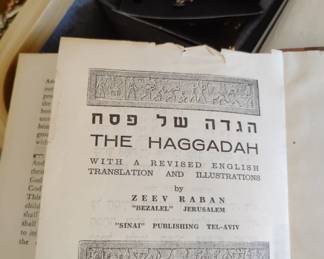 הגדה של פסח
THE HAGGADAH
WITH A REVISED ENGLISH
TRANSLATION AND ILLUSTRATIONS
by
ZEEV RABAN
"BEZALEL" JERUSALEM
"SINAI" PUBLISHING TEL-AVIV